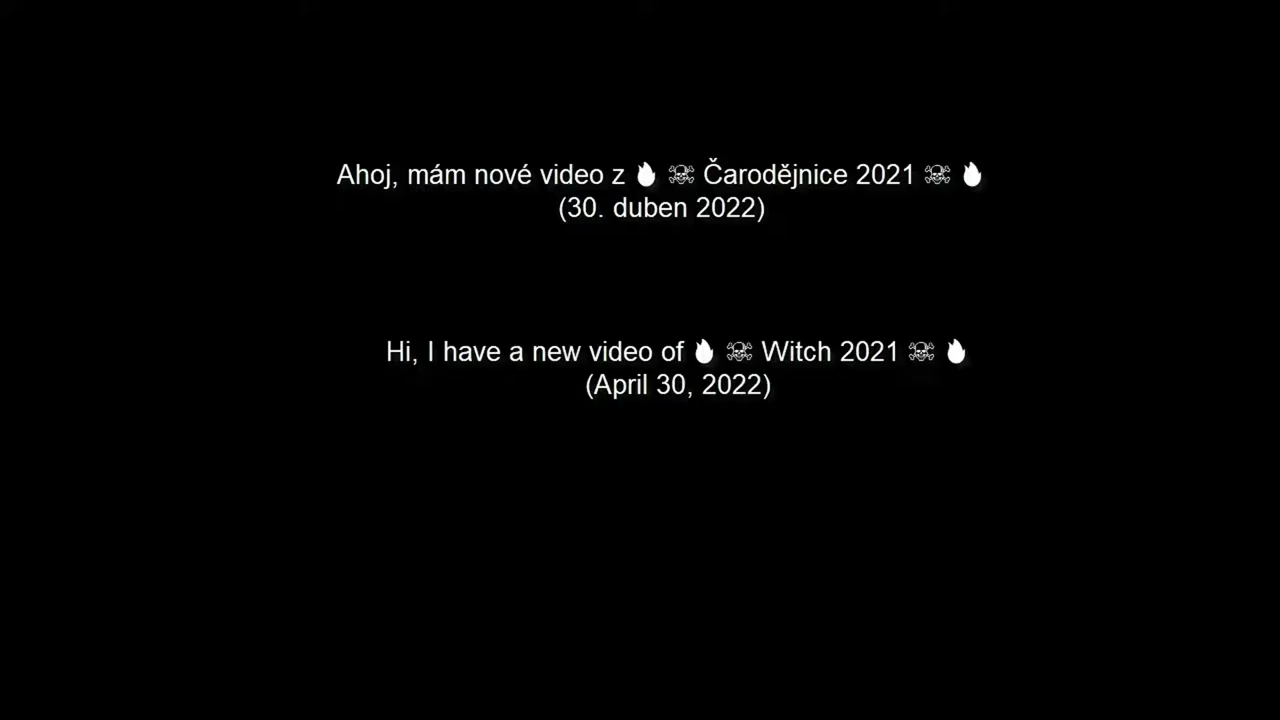 Ahoj, mám nové video z 🔥 ☠ Čarodějnice 2021 ☠ 🔥
(30. duben 2022)
Hi, I have a new video of 🔥 ☠ Witch 2021 ☠ 🔥
(April 30, 2022)